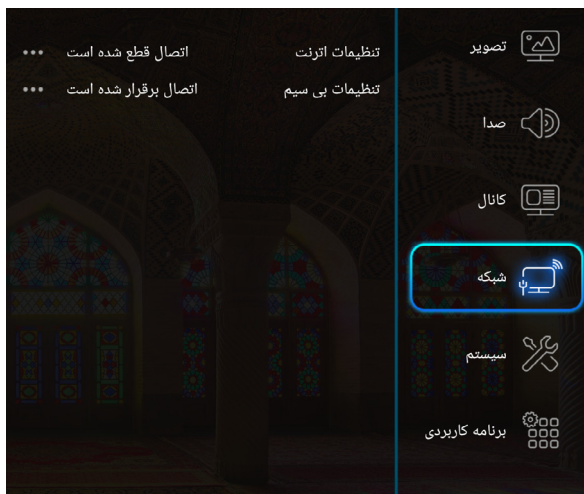 تصویر
صدا
کانال
شبکه
سیستم
برنامه کاربردی
تنظیمات اترنت اتصال قطع شده است •••
تنظیمات بی سیم اتصال برقرار شده است •••